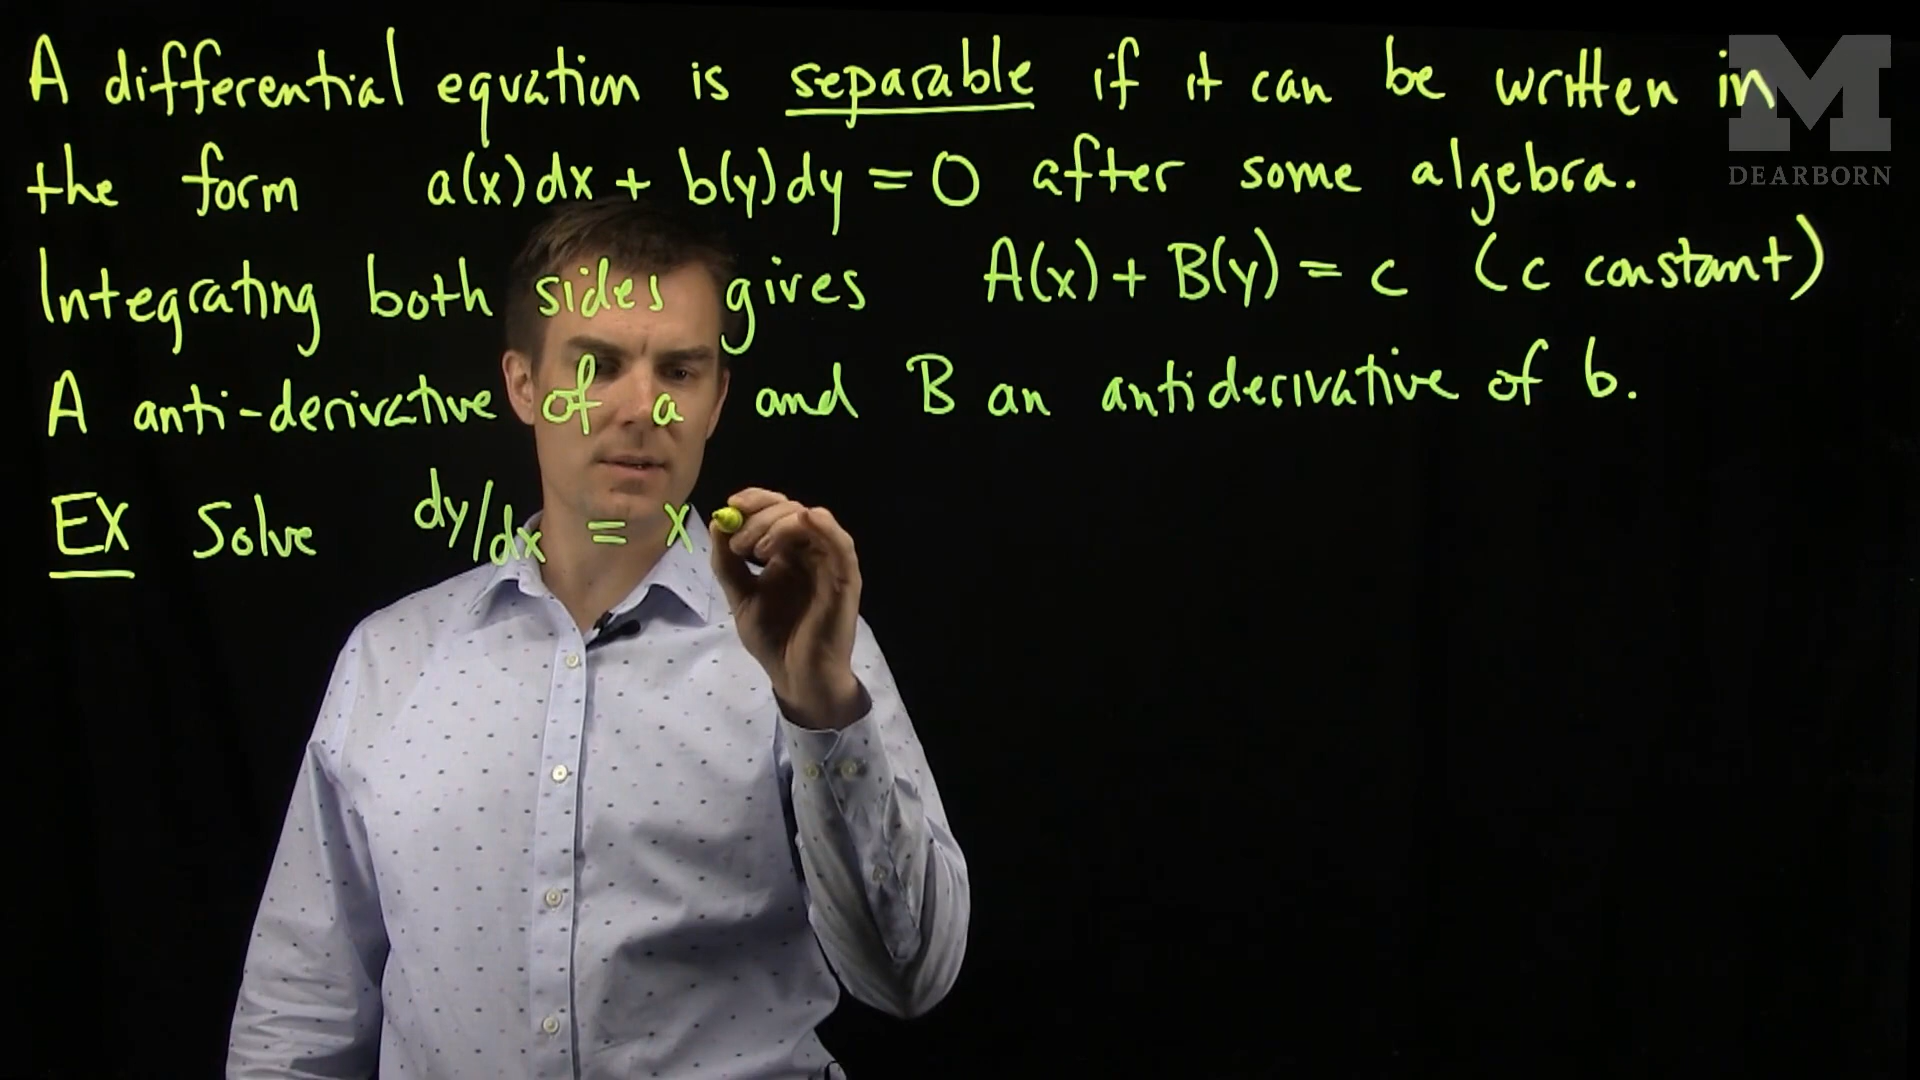 A differential equation is separable if it can be written in
the form a(x)dx + b(y)dy = 0 after some algebra.
Integrating both sides gives A(x) + B(y) = c (c constant)
A anti-derivative of a and B an antiderivative of b.
EX Solve dy/dx = x
M
DEARBORN